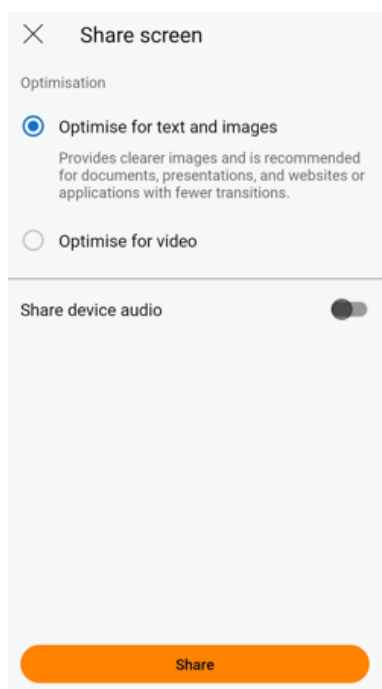 Share screen
Optimisation
Optimise for text and images
Provides clearer images and is recommended
for documents, presentations, and websites or
applications with fewer transitions.
Optimise for video
Share device audio
Share